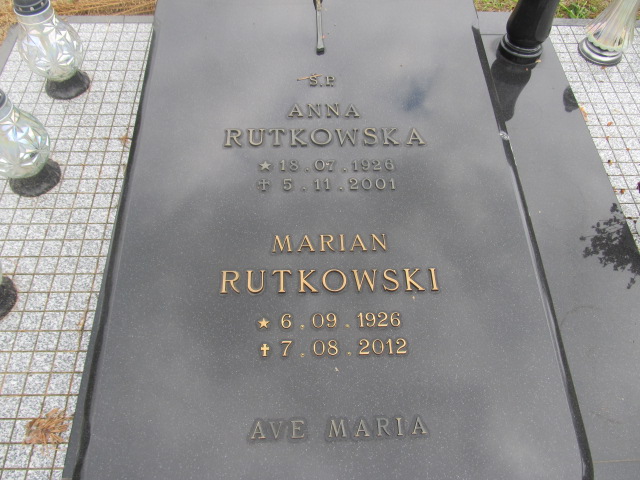 Ś.P.
ANNA
RUTKOWSKA
★ 18.07.1926
✝ 5.11.2001
MARIAN
RUTKOWSKI
★ 6.09.1926
✝ 7.08.2012
AVE MARIA